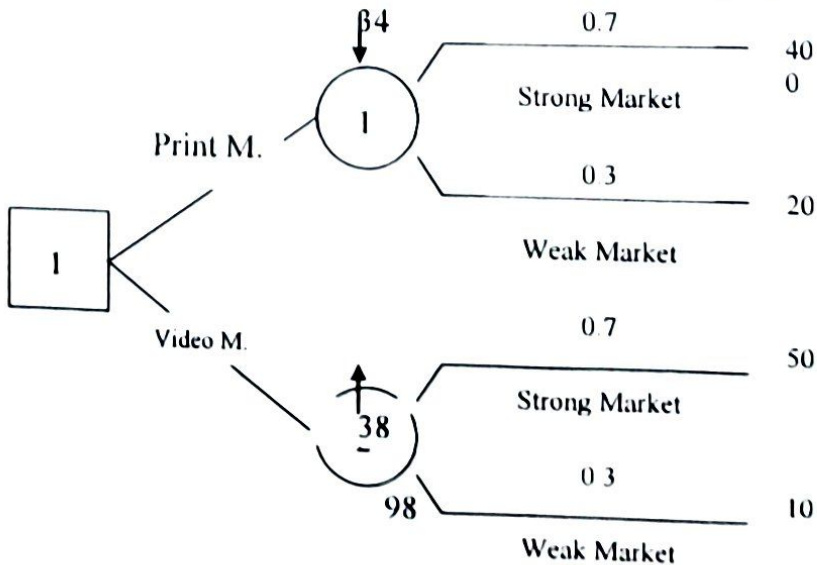 β4
0.7
40
0
Strong Market
1
Print M.
0.3
20
Weak Market
1
0.7
Video M.
50
Strong Market
38
-
0 3
98
10
Weak Market